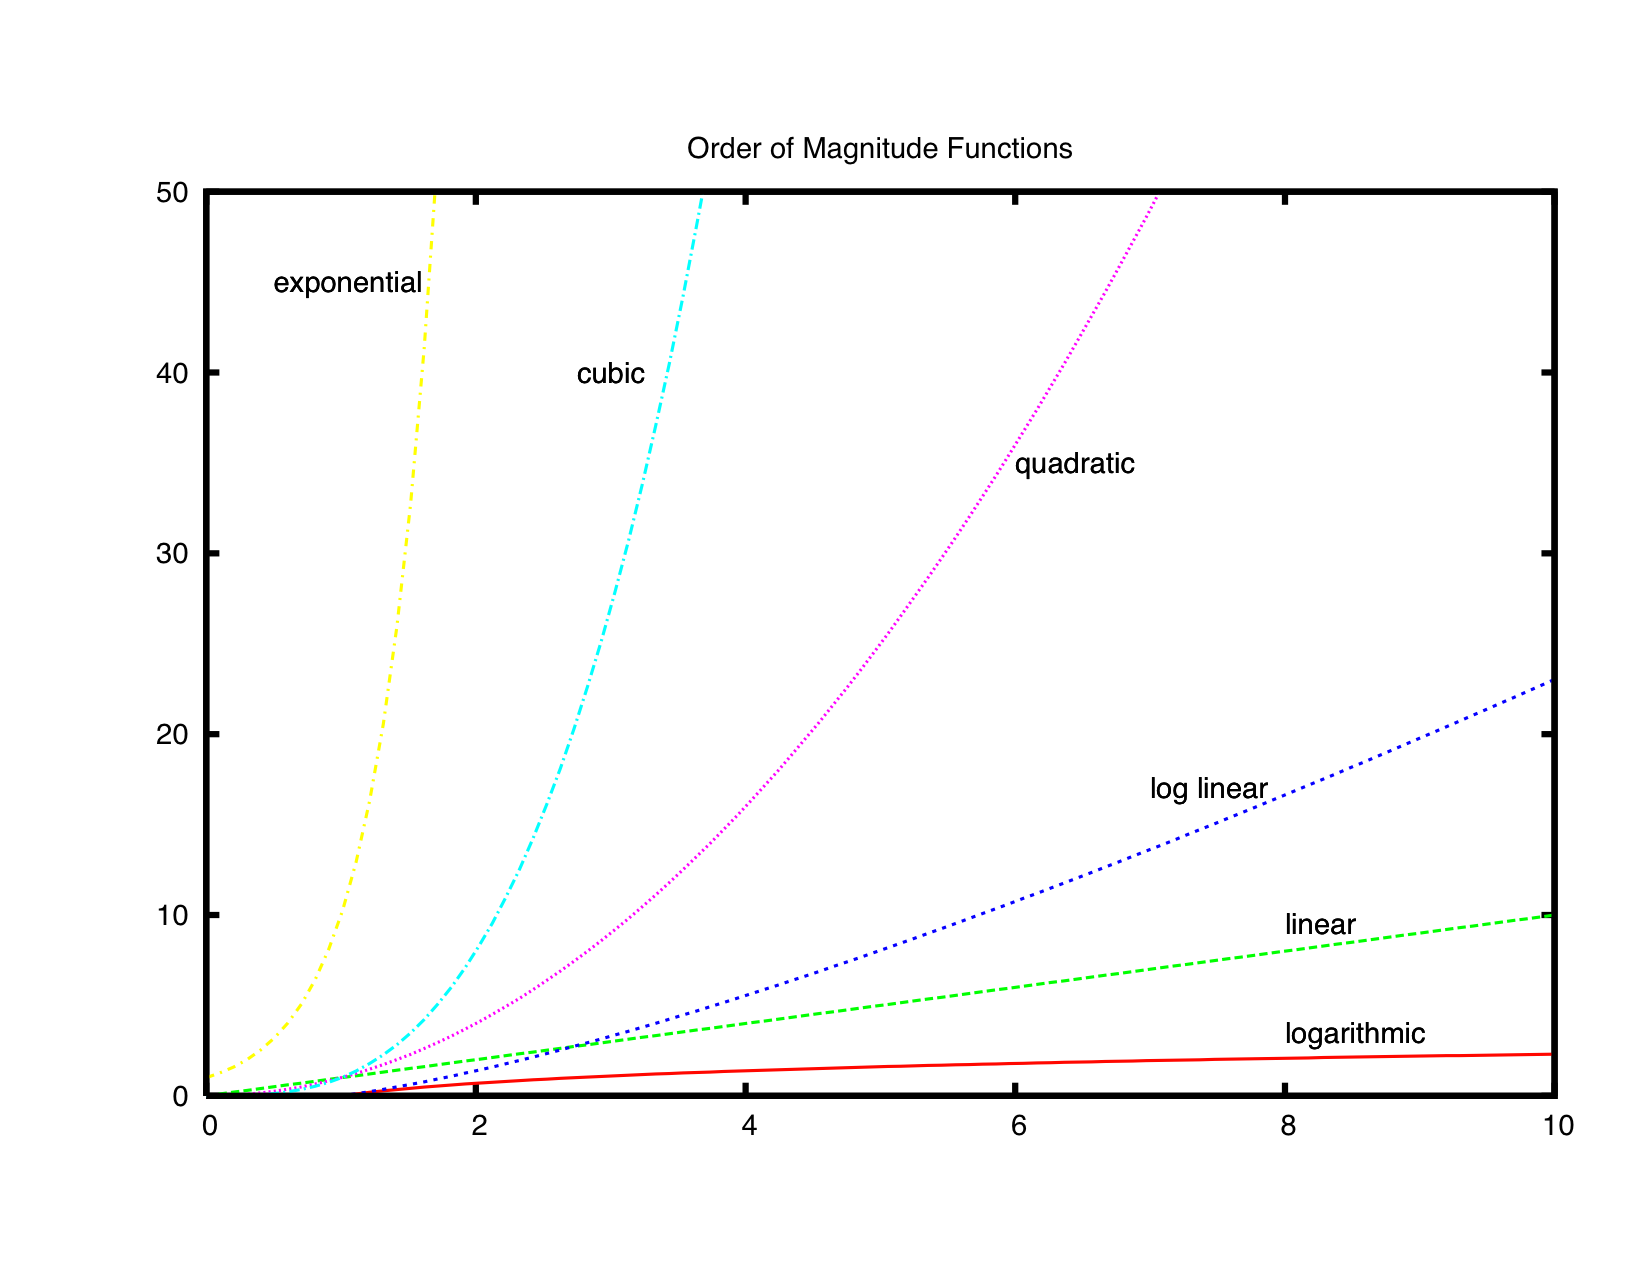 Order of Magnitude Functions
50
exponential
40
cubic
quadratic
30
20
log linear
10
linear
logarithmic
0
0 2 4 6 8 10